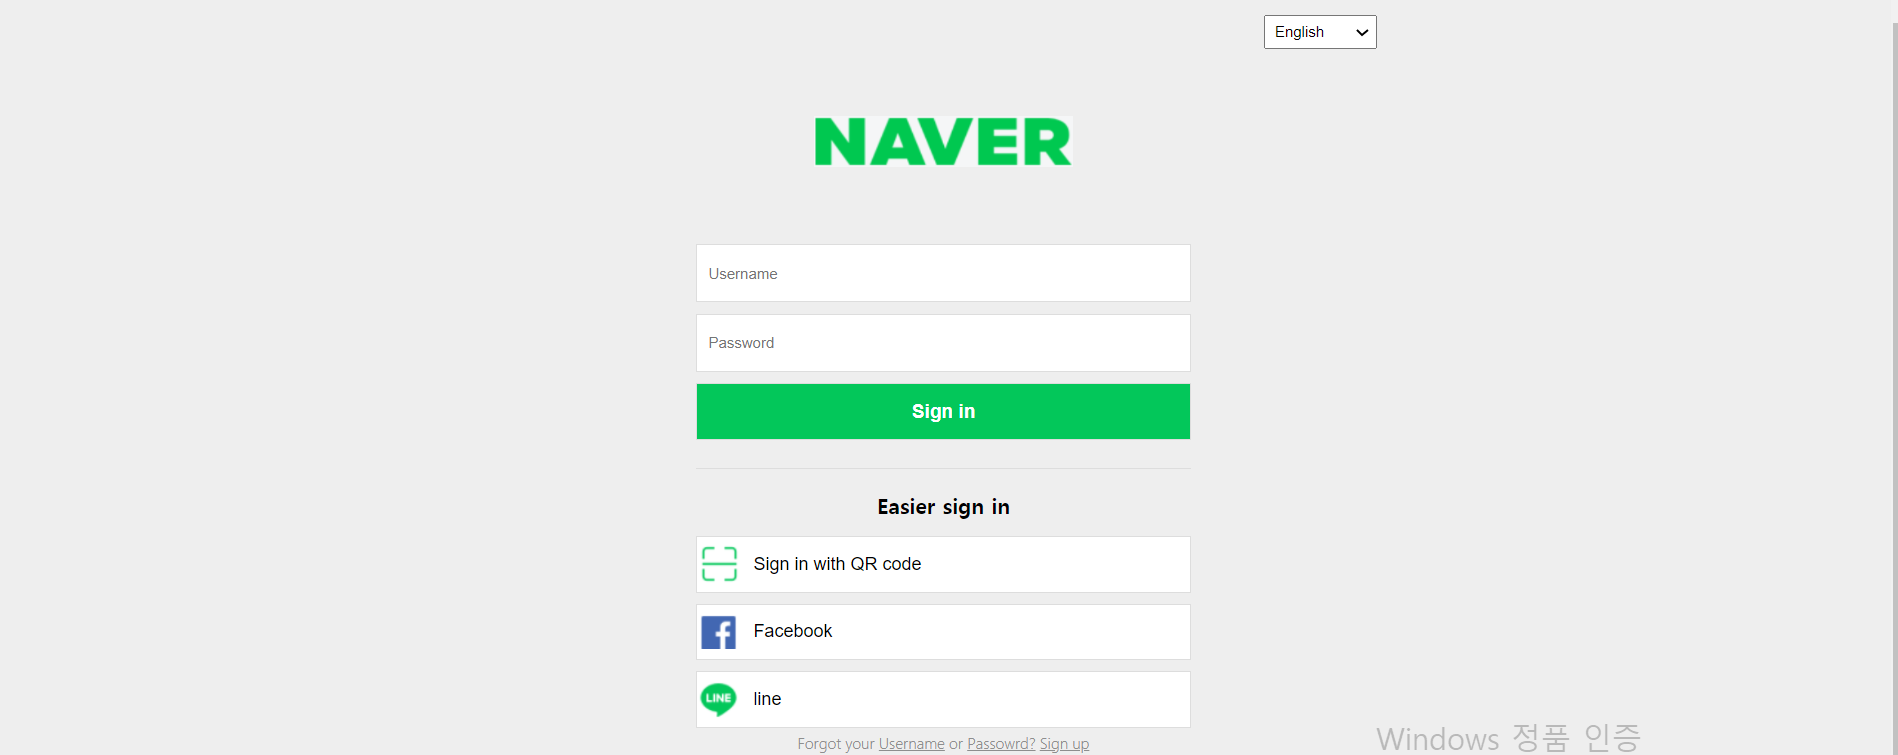 English
NAVER
Username
Password
Sign in
Easier sign in
Sign in with QR code
Facebook
LINE line
Forgot your Username or Passowrd? Sign up
Windows 정품 인증